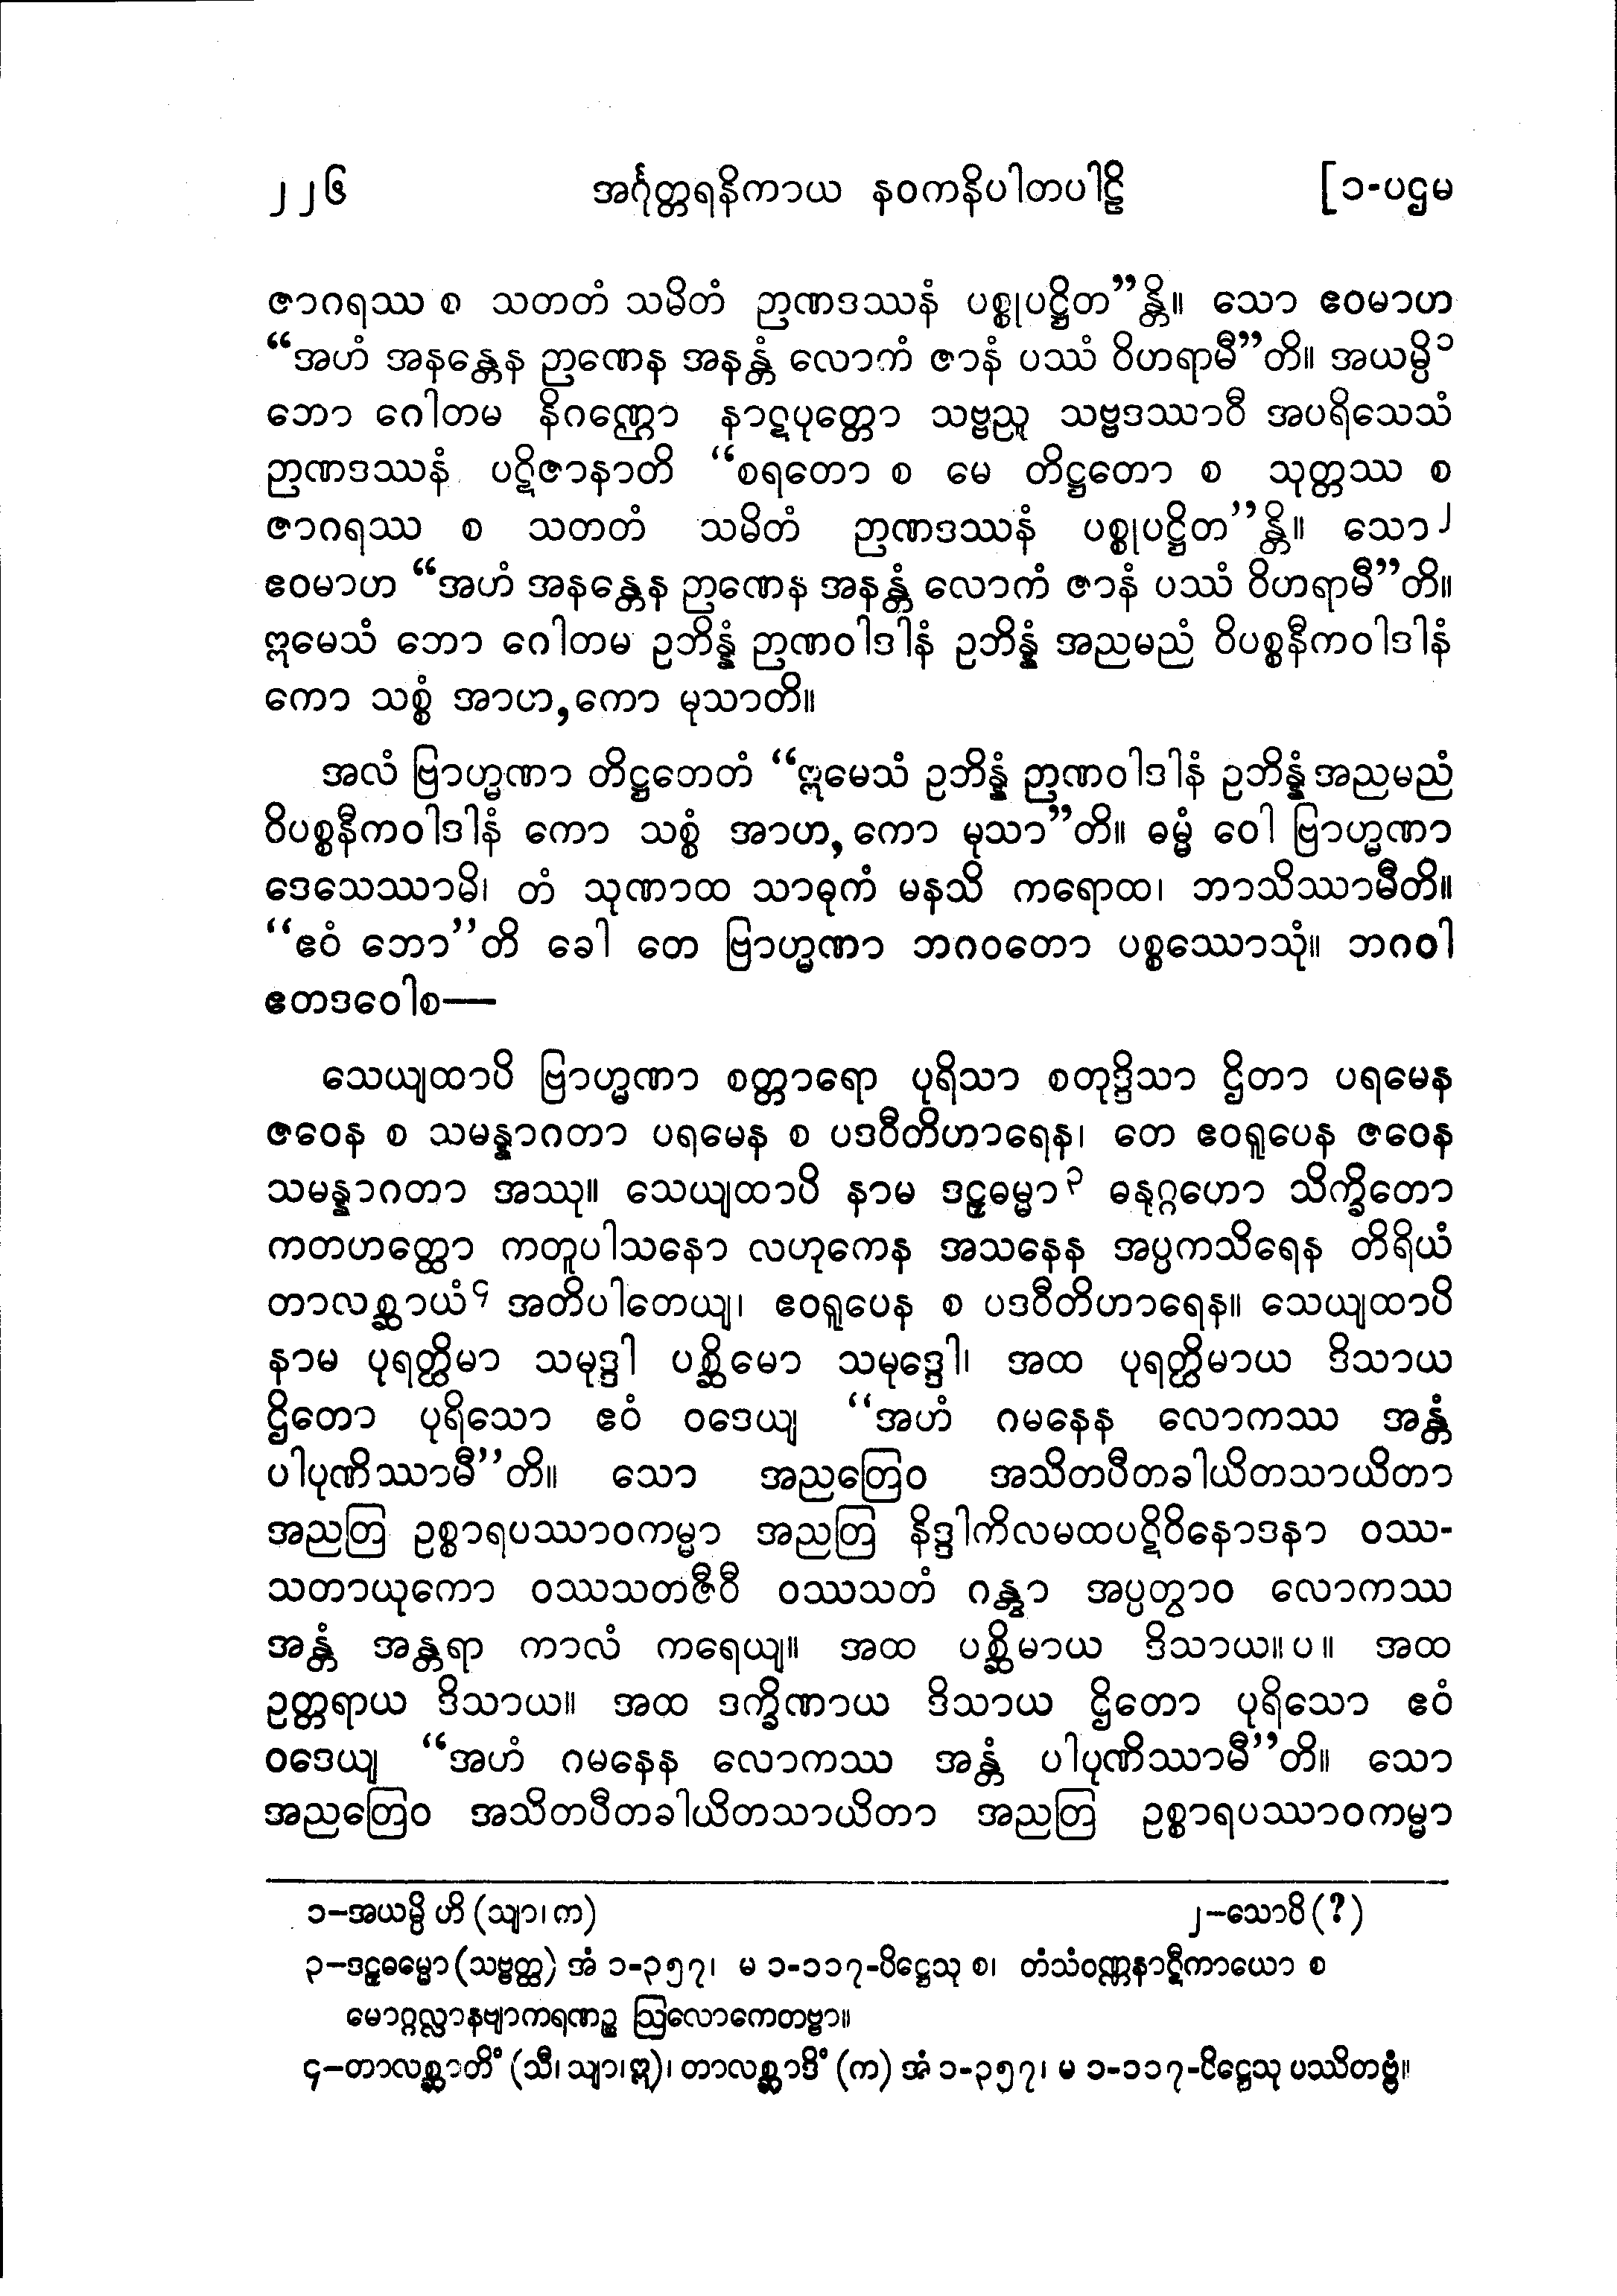 ၂၂၆ အင်္ဂုတ္တရနိကာယ နဝကနိပါတပါဠိ [၁-ပဌမ
ဇာဂရဿ စ သတတံ သမိတံ ဉာဏဒဿနံ ပစ္စုပဋ္ဌိတ”န္တိ။ သော ဧဝမာဟ
“အဟံ အနန္တေန ဉာဏေန အနန္တံ လောကံ ဇာနံ ပဿံ ဝိဟရာမီ”တိ။ အယမ္ပိ၁
ဘော ဂေါတမ နိဂဏ္ဌော နာဋပုတ္တော သဗ္ဗညူ သဗ္ဗဒဿာဝီ အပရိသေသံ
ဉာဏဒဿနံ ပဋိဇာနာတိ “စရတော စ မေ တိဋ္ဌတော စ သုတ္တဿ စ
ဇာဂရဿ စ သတတံ သမိတံ ဉာဏဒဿနံ ပစ္စုပဋ္ဌိတ”န္တိ။ သော၂
ဧဝမာဟ “အဟံ အနန္တေန ဉာဏေန အနန္တံ လောကံ ဇာနံ ပဿံ ဝိဟရာမီ”တိ။
ဣမေသံ ဘော ဂေါတမ ဥဘိန္နံ ဉာဏဝါဒါနံ ဥဘိန္နံ အညမညံ ဝိပစ္စနီကဝါဒါနံ
ကော သစ္စံ အာဟ, ကော မုသာတိ။
အလံ ဗြာဟ္မဏာ တိဋ္ဌတေတံ “ဣမေသံ ဥဘိန္နံ ဉာဏဝါဒါနံ ဥဘိန္နံ အညမညံ
ဝိပစ္စနီကဝါဒါနံ ကော သစ္စံ အာဟ, ကော မုသာ”တိ။ ဓမ္မံ ဝေါ ဗြာဟ္မဏာ
ဒေသေဿာမိ၊ တံ သုဏာထ သာဓုကံ မနသိ ကရောထ၊ ဘာသိဿာမီတိ။
“ဧဝံ ဘော”တိ ခေါ တေ ဗြာဟ္မဏာ ဘဂဝတော ပစ္စဿောသုံ။ ဘဂဝါ
ဧတဒဝေါစ—
သေယျထာပိ ဗြာဟ္မဏာ စတ္တာရော ပုရိသာ စတုဒ္ဒိသာ ဌိတာ ပရမေန
ဇဝေန စ သမန္နာဂတာ ပရမေန စ ပဒဝီတိဟာရေန၊ တေ ဧဝရူပေန ဇဝေန
သမန္နာဂတာ အဿု။ သေယျထာပိ နာမ ဒဠှဓမ္မာ၃ ဓနုဂ္ဂဟော သိက္ခိတော
ကတဟတ္ထော ကတူပါသနော လဟုကေန အသနေန အပ္ပကသိရေန တိရိယံ
တာလစ္ဆာယံ၄ အတိပါတေယျ၊ ဧဝရူပေန စ ပဒဝီတိဟာရေန။ သေယျထာပိ
နာမ ပုရတ္ထိမာ သမုဒ္ဒါ ပစ္ဆိမော သမုဒ္ဒေါ၊ အထ ပုရတ္ထိမာယ ဒိသာယ
ဌိတော ပုရိသော ဧဝံ ဝဒေယျ “အဟံ ဂမနေန လောကဿ အန္တံ
ပါပုဏိဿာမီ”တိ။ သော အညတြေဝ အသိတပီတခါယိတသာယိတာ
အညတြ ဥစ္စာရပဿာဝကမ္မာ အညတြ နိဒ္ဒါကိလမထပဋိဝိနောဒနာ ဝဿ-
သတာယုကော ဝဿသတဇီဝီ ဝဿသတံ ဂန္တွာ အပ္ပတွာဝ လောကဿ
အန္တံ အန္တရာ ကာလံ ကရေယျ။ အထ ပစ္ဆိမာယ ဒိသာယ။ပ။ အထ
ဥတ္တရာယ ဒိသာယ။ အထ ဒက္ခိဏာယ ဒိသာယ ဌိတော ပုရိသော ဧဝံ
ဝဒေယျ “အဟံ ဂမနေန လောကဿ အန္တံ ပါပုဏိဿာမီ”တိ။ သော
အညတြေဝ အသိတပီတခါယိတသာယိတာ အညတြ ဥစ္စာရပဿာဝကမ္မာ
၁–အယမ္ပိ ဟိ (သျာ၊ က) ၂–သောပိ (?)
၃–ဒဠှဓမ္မော (သဗ္ဗတ္ထ) အံ ၁-၃၅၇၊ မ ၁-၁၁၇-ပိဋ္ဌေသု စ၊ တံသံဝဏ္ဏနာဋီကာယော စ
မောဂ္ဂလ္လာနဗျာကရဏဉ္စ ဩလောကေတဗ္ဗာ။
၄–တာလစ္ဆာတိံ (သီ၊ သျာ၊ ဣ)၊ တာလစ္ဆာဒိံ (က) အံ ၁-၃၅၇၊ မ ၁-၁၁၇-ပိဋ္ဌေသု ပဿိတဗ္ဗံ။